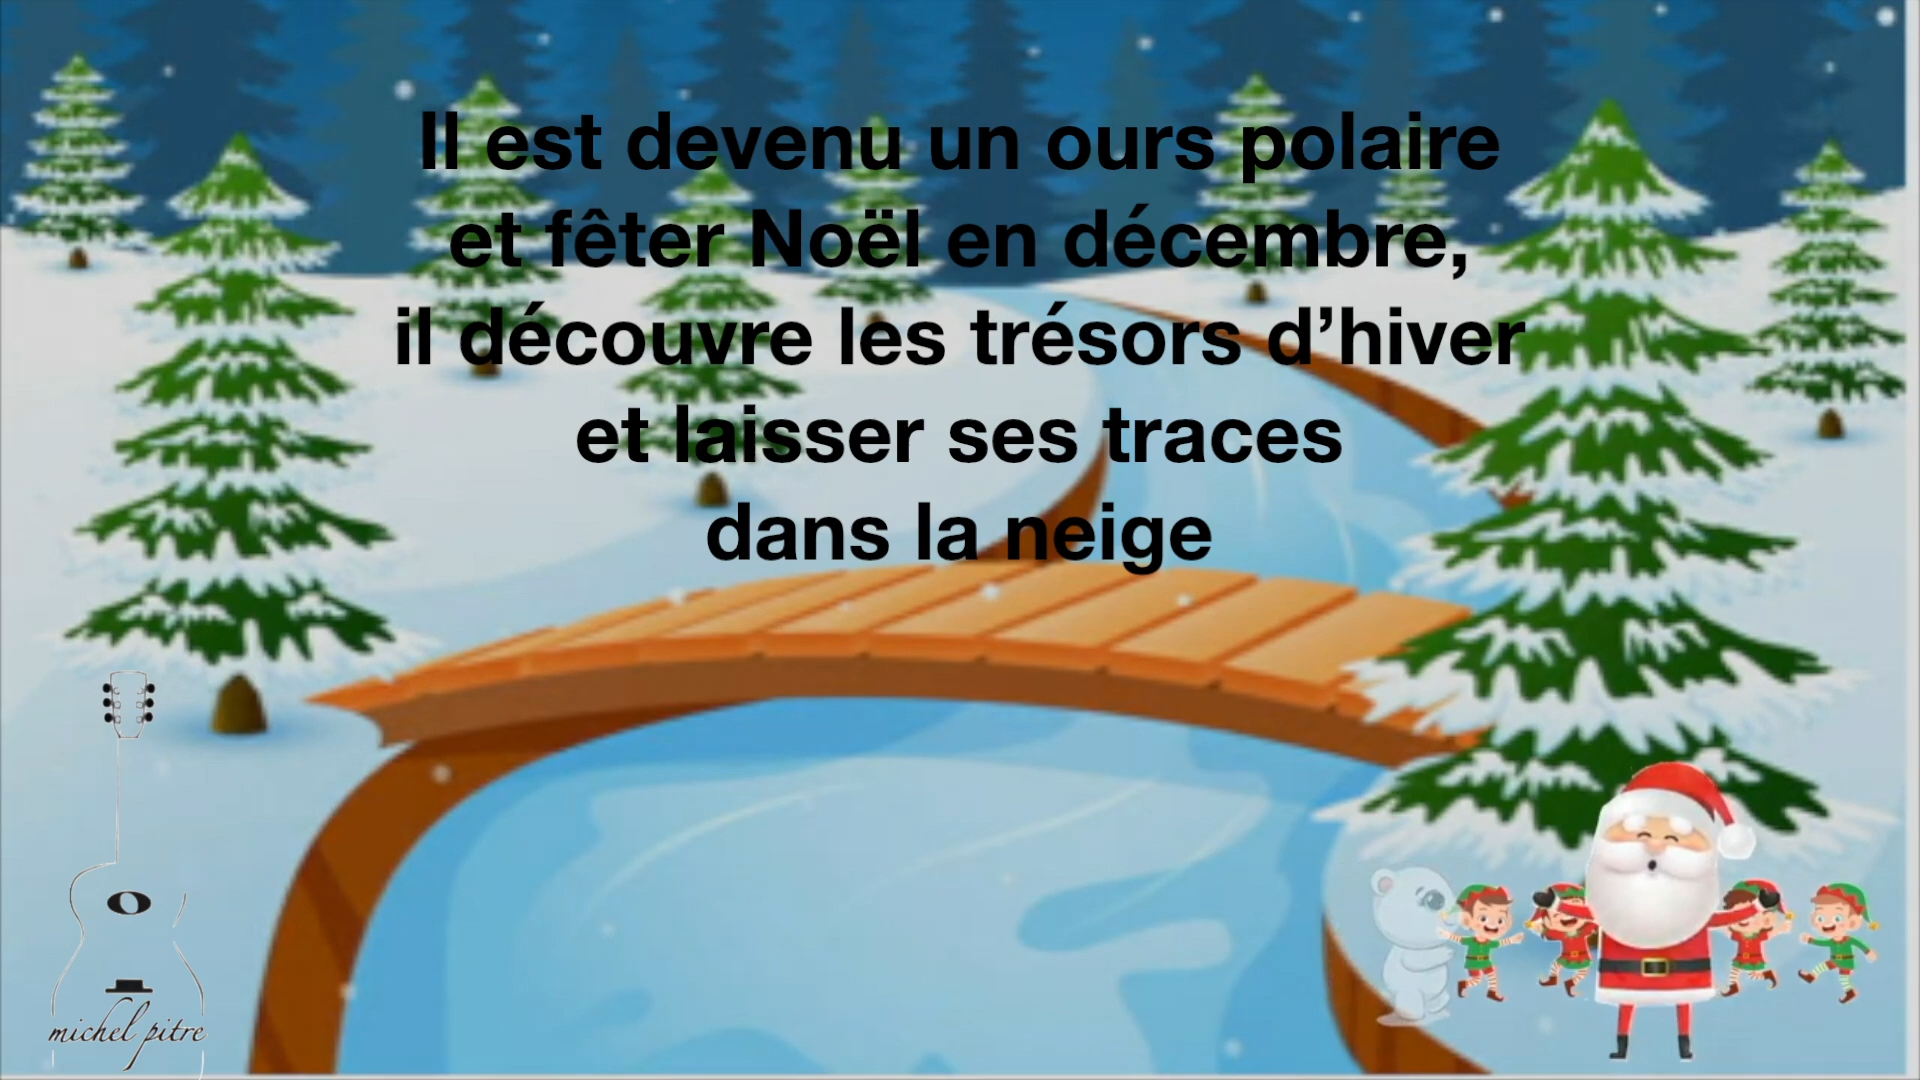 Il est devenu un ours polaire
et fêter Noël en décembre,
il découvre les trésors d’hiver
et laisser ses traces
dans la neige
michel pitre